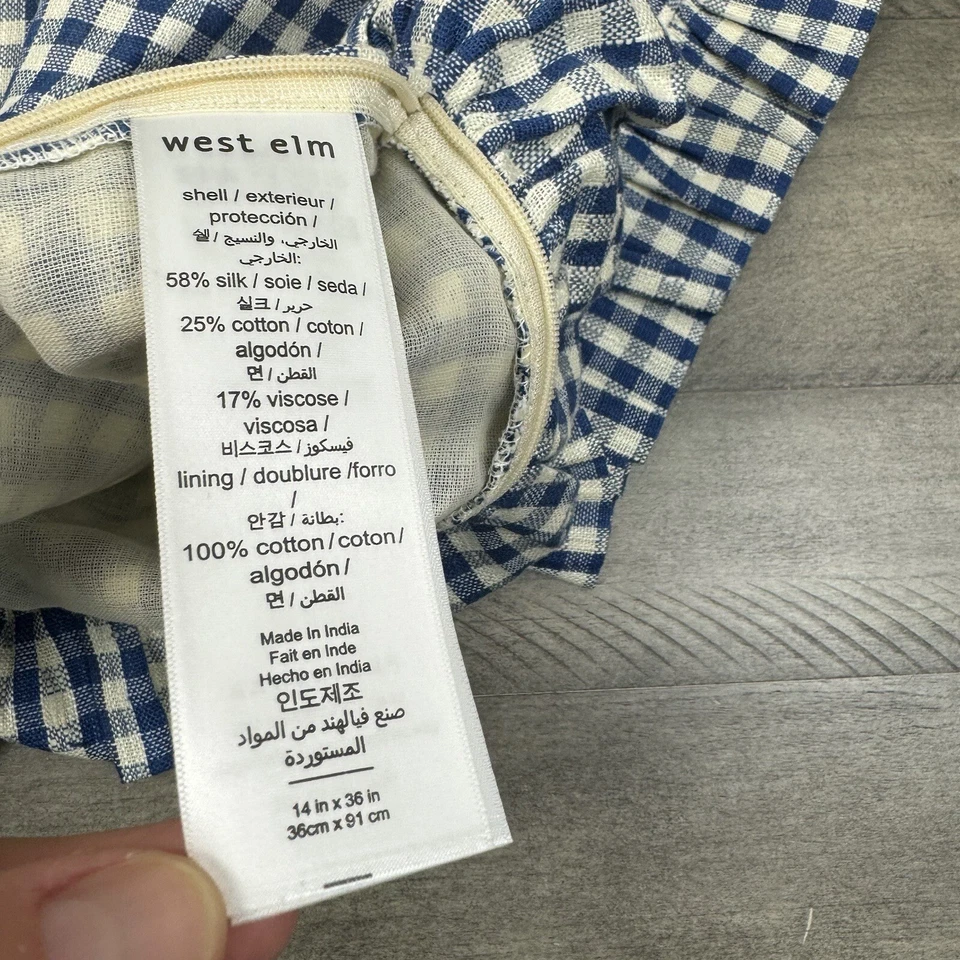 west elm
shell / exterieur /
protección /
쉘 / الخارجي، والنسيج
الخارجي:
58% silk / soie / seda /
실크 / حرير
25% cotton / coton /
algodón /
면 / القطن
17% viscose /
viscosa /
비스코스 / فيسكوز
lining / doublure /forro
/
안감 / بطانة:
100% cotton / coton /
algodón /
면 / القطن
Made In India
Fait en Inde
Hecho en India
인도제조
صنع فيالهند من المواد
المستوردة
14 in x 36 in
36cm x 91 cm